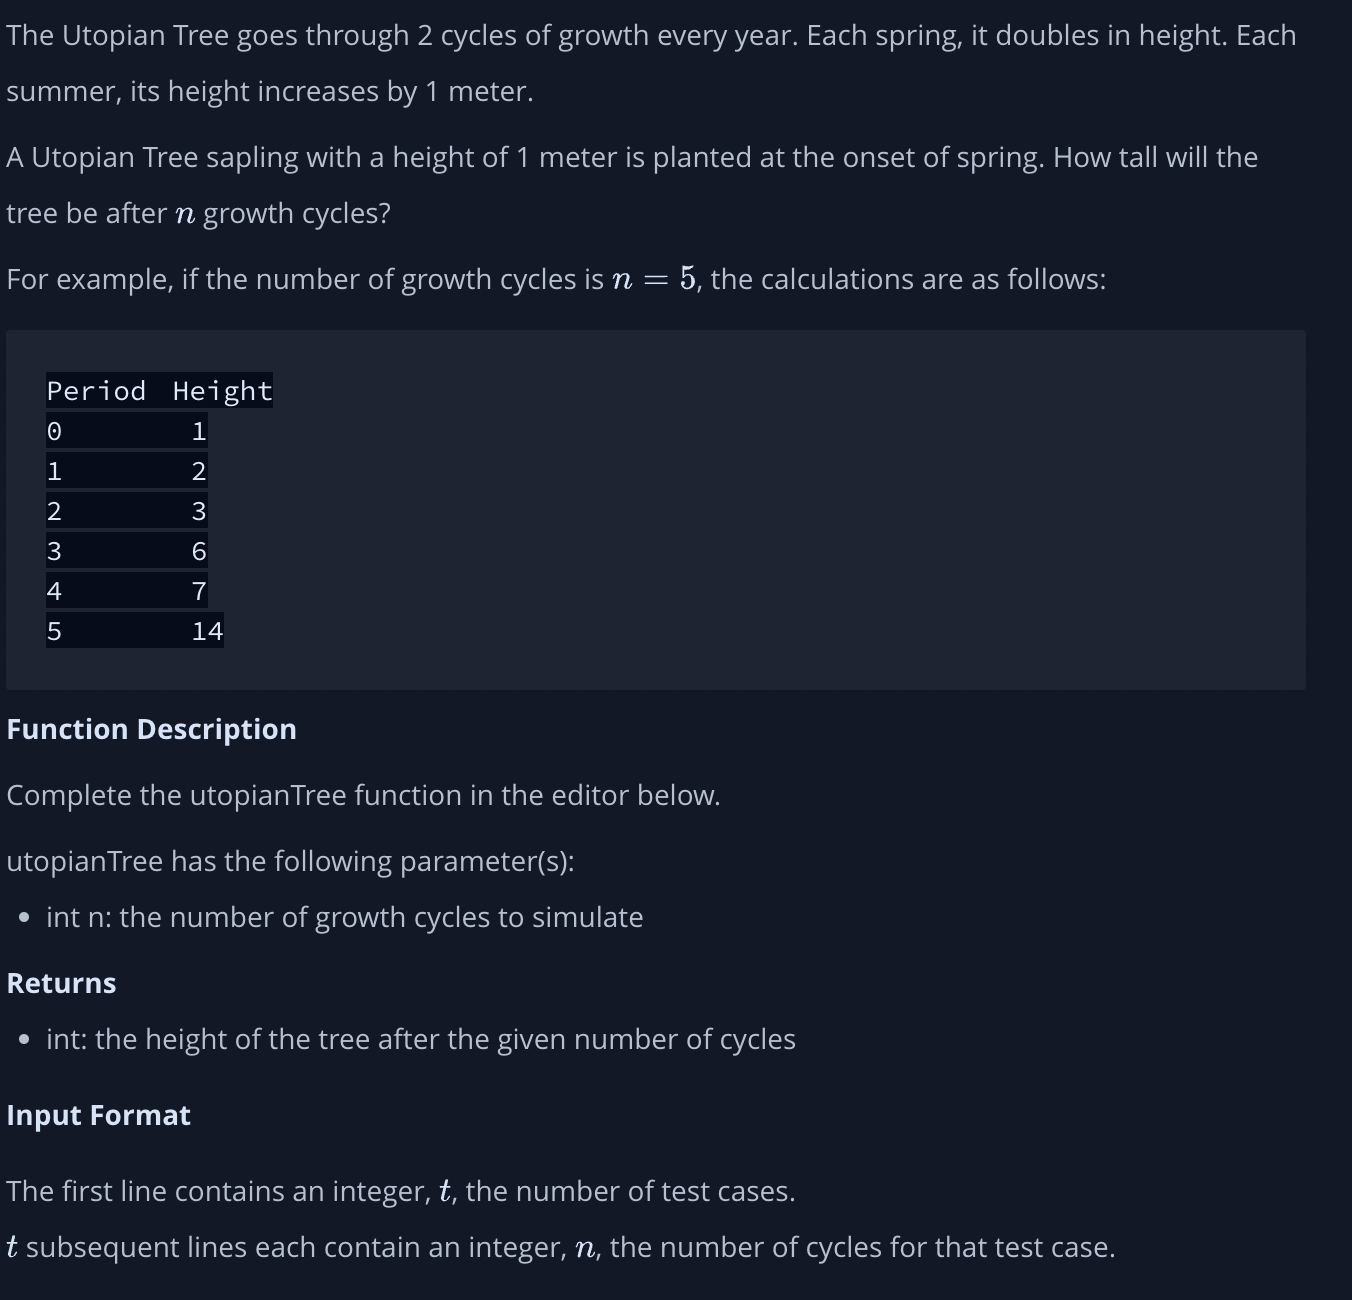 The Utopian Tree goes through 2 cycles of growth every year. Each spring, it doubles in height. Each
summer, its height increases by 1 meter.
A Utopian Tree sapling with a height of 1 meter is planted at the onset of spring. How tall will the
tree be after n growth cycles?
For example, if the number of growth cycles is n = 5, the calculations are as follows:
Period Height
0 1
1 2
2 3
3 6
4 7
5 14
Function Description
Complete the utopianTree function in the editor below.
utopianTree has the following parameter(s):
• int n: the number of growth cycles to simulate
Returns
• int: the height of the tree after the given number of cycles
Input Format
The first line contains an integer, t, the number of test cases.
t subsequent lines each contain an integer, n, the number of cycles for that test case.